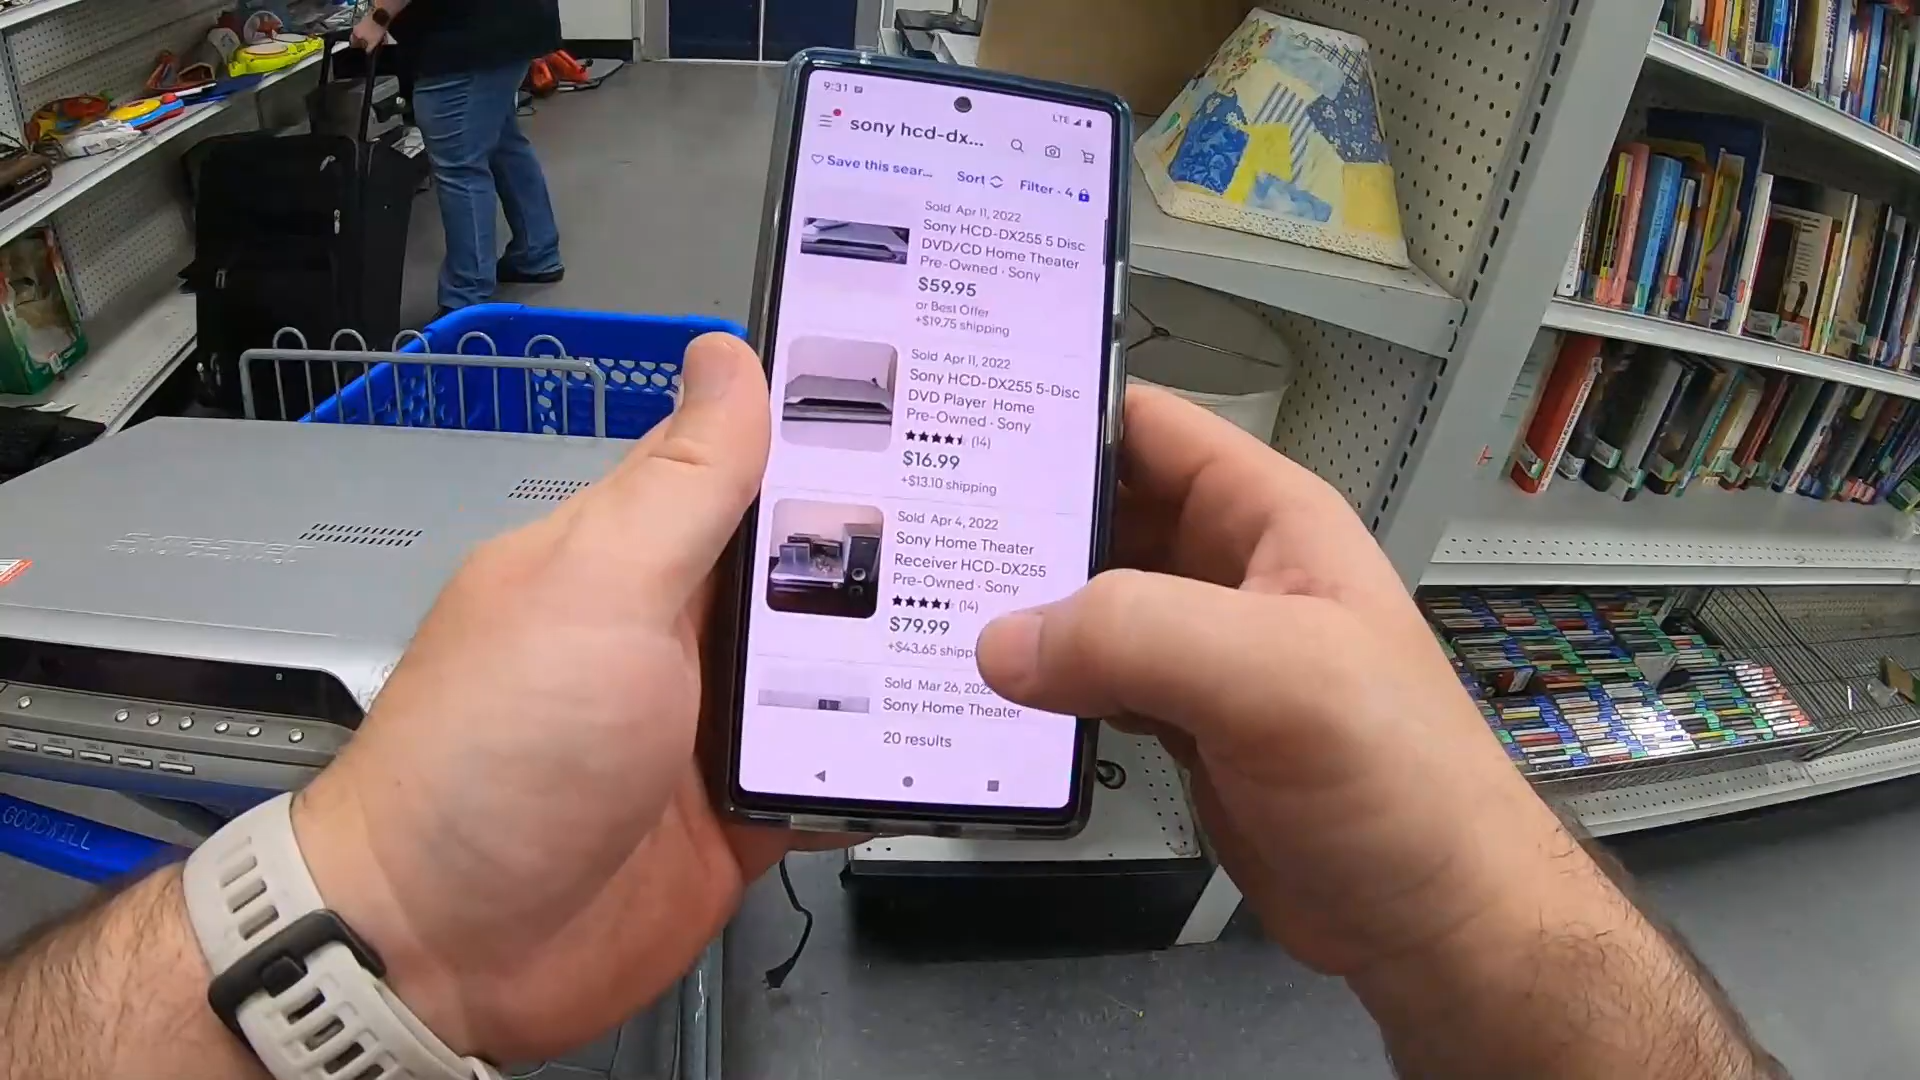 9:31
LTE
sony hcd-dx...
Save this sear...
Sort
Filter · 4
Sold Apr 11, 2022
Sony HCD-DX255 5 Disc
DVD/CD Home Theater
Pre-Owned · Sony
$59.95
or Best Offer
+$19.75 shipping
Sold Apr 11, 2022
Sony HCD-DX255 5-Disc
DVD Player Home
Pre-Owned · Sony
(14)
$16.99
+$13.10 shipping
Sold Apr 4, 2022
Sony Home Theater
Receiver HCD-DX255
Pre-Owned · Sony
(14)
$79.99
+$43.65 shippi
Sold Mar 26, 2022
Sony Home Theater
20 results
S-MASTER
GOODWILL